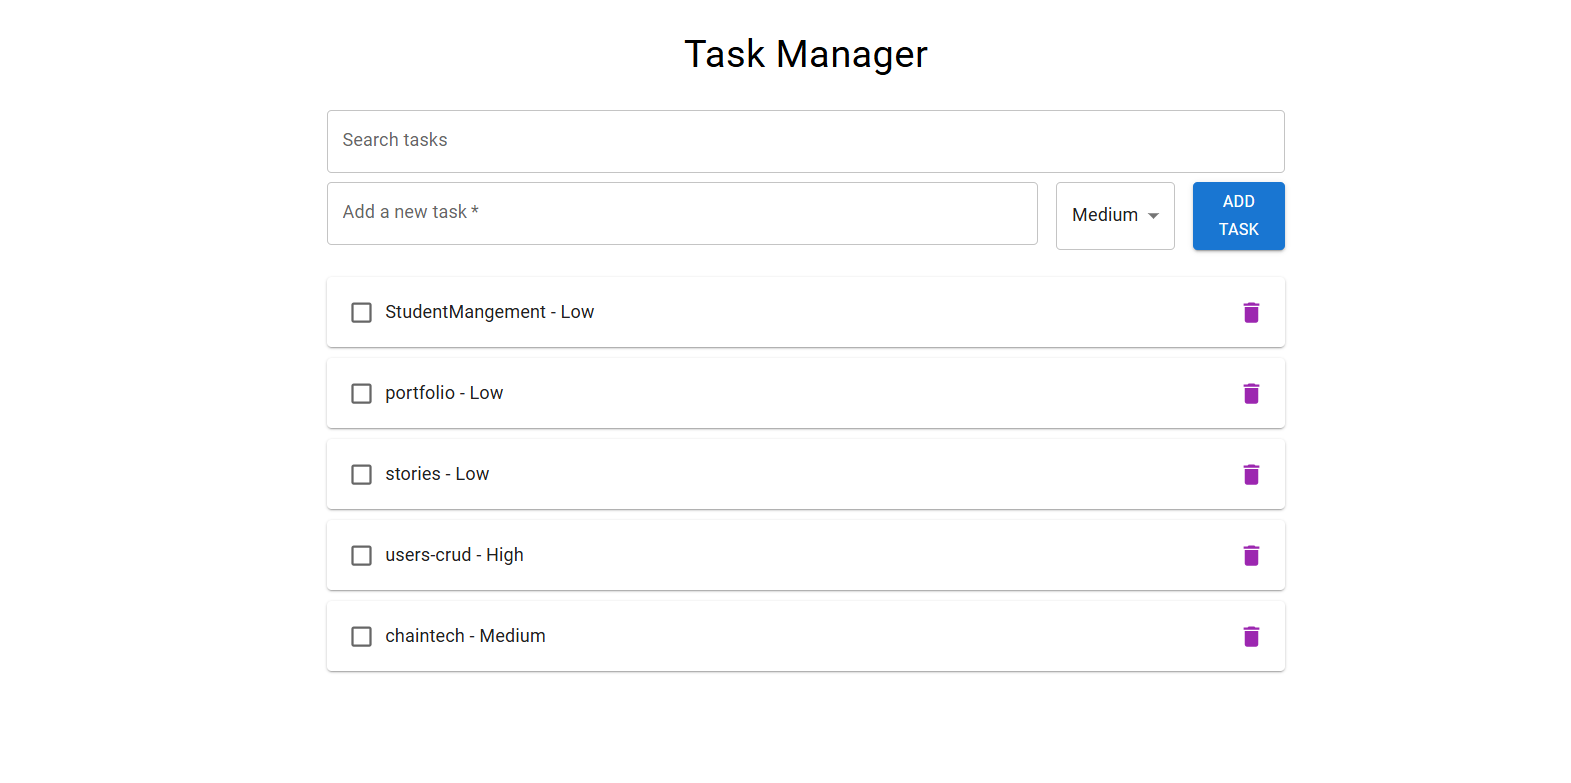 Task Manager
Search tasks
Add a new task *
Medium
ADD
TASK
StudentMangement - Low
portfolio - Low
stories - Low
users-crud - High
chaintech - Medium